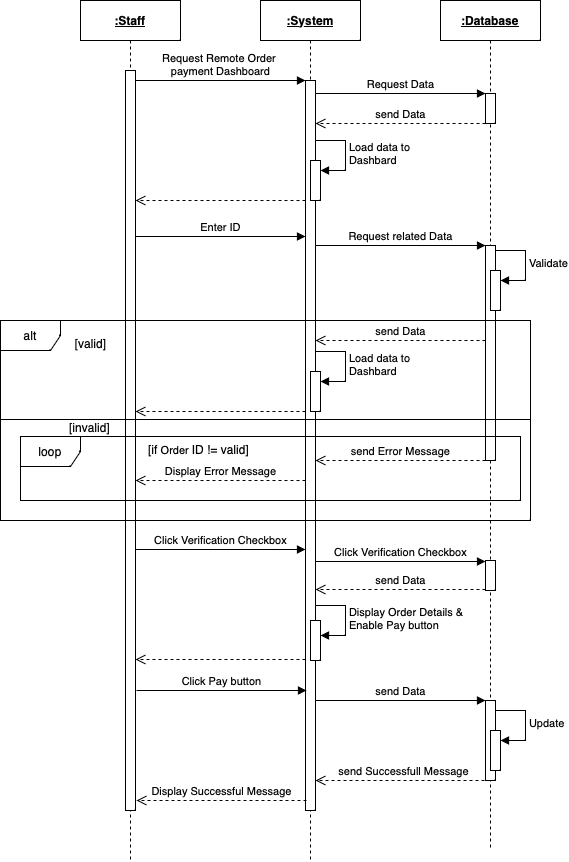 :Staff
:System
:Database
Request Remote Order
payment Dashboard
Request Data
send Data
Load data to
Dashbard
Enter ID
Request related Data
Validate
alt
[valid]
send Data
Load data to
Dashbard
[invalid]
loop
[if Order ID != valid]
send Error Message
Display Error Message
Click Verification Checkbox
Click Verification Checkbox
send Data
Display Order Details &
Enable Pay button
Click Pay button
send Data
Update
send Successfull Message
Display Successful Message